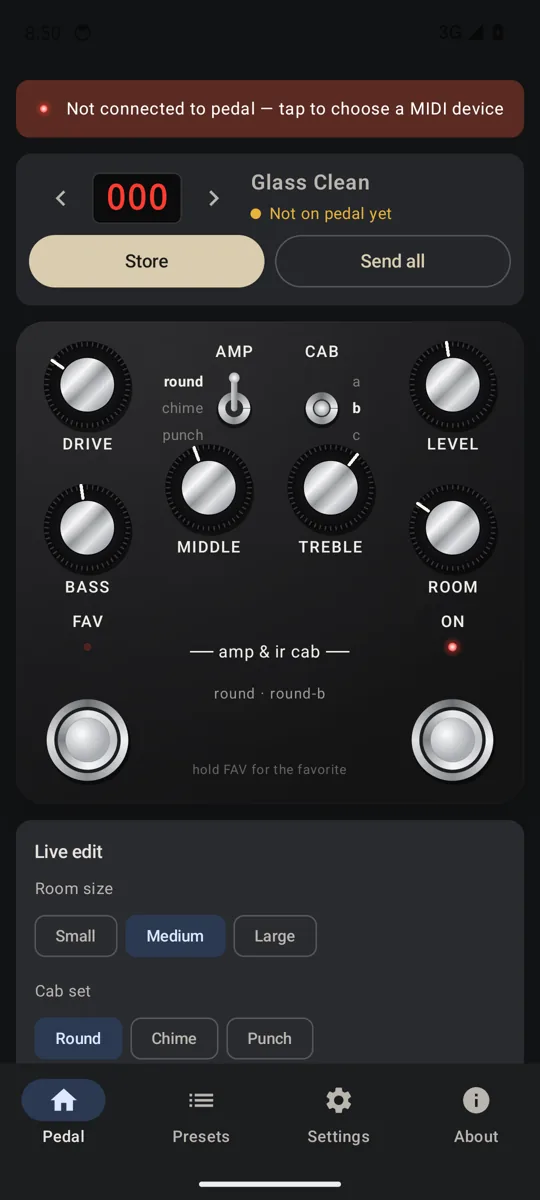 8:50
3G
Not connected to pedal — tap to choose a MIDI device
000
Glass Clean
Not on pedal yet
Store
Send all
AMP
CAB
round
chime
punch
a
b
c
DRIVE
LEVEL
MIDDLE
TREBLE
BASS
ROOM
FAV
ON
amp & ir cab
round · round-b
hold FAV for the favorite
Live edit
Room size
Small
Medium
Large
Cab set
Round
Chime
Punch
Pedal
Presets
Settings
About